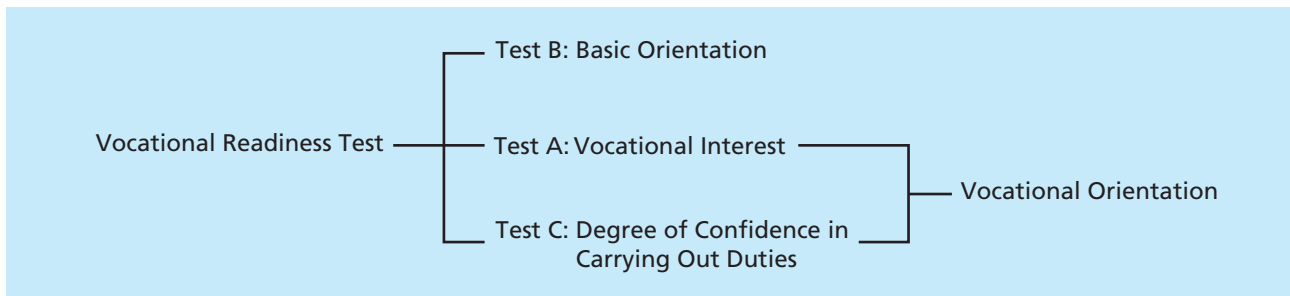 Test B: Basic Orientation
Vocational Readiness Test
Test A: Vocational Interest
Vocational Orientation
Test C: Degree of Confidence in
Carrying Out Duties